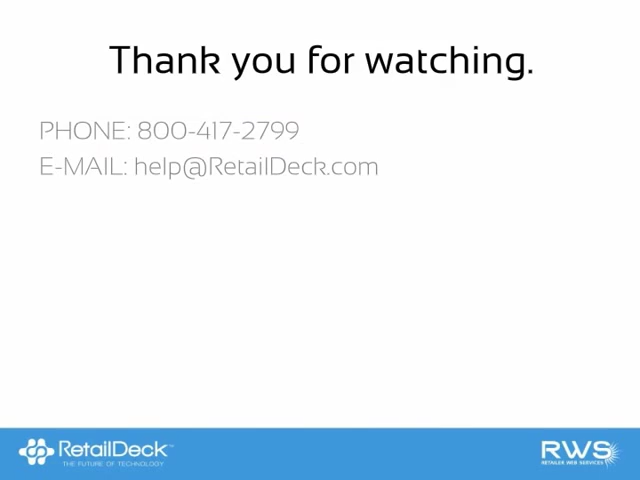 Thank you for watching.
PHONE: 800-417-2799
E-MAIL: help@RetailDeck.com
RetailDeck™
THE FUTURE OF TECHNOLOGY
RWS
RETAILER WEB SERVICES